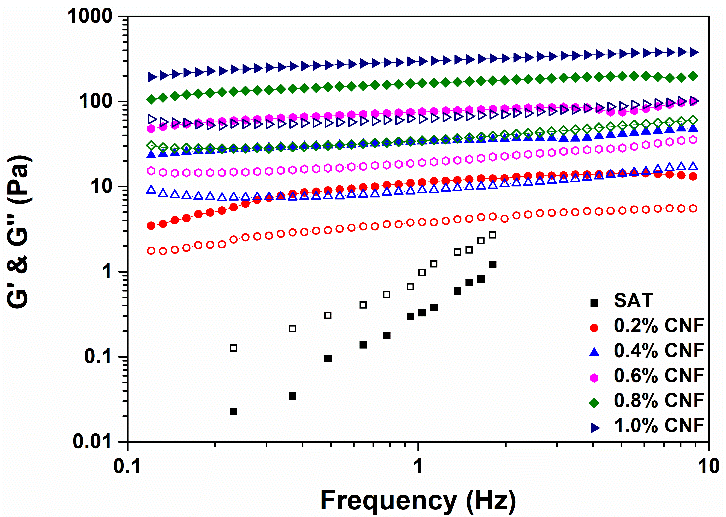 1000
100
10
1
0.1
0.01
G' & G'' (Pa)
SAT
0.2% CNF
0.4% CNF
0.6% CNF
0.8% CNF
1.0% CNF
0.1
1
10
Frequency (Hz)